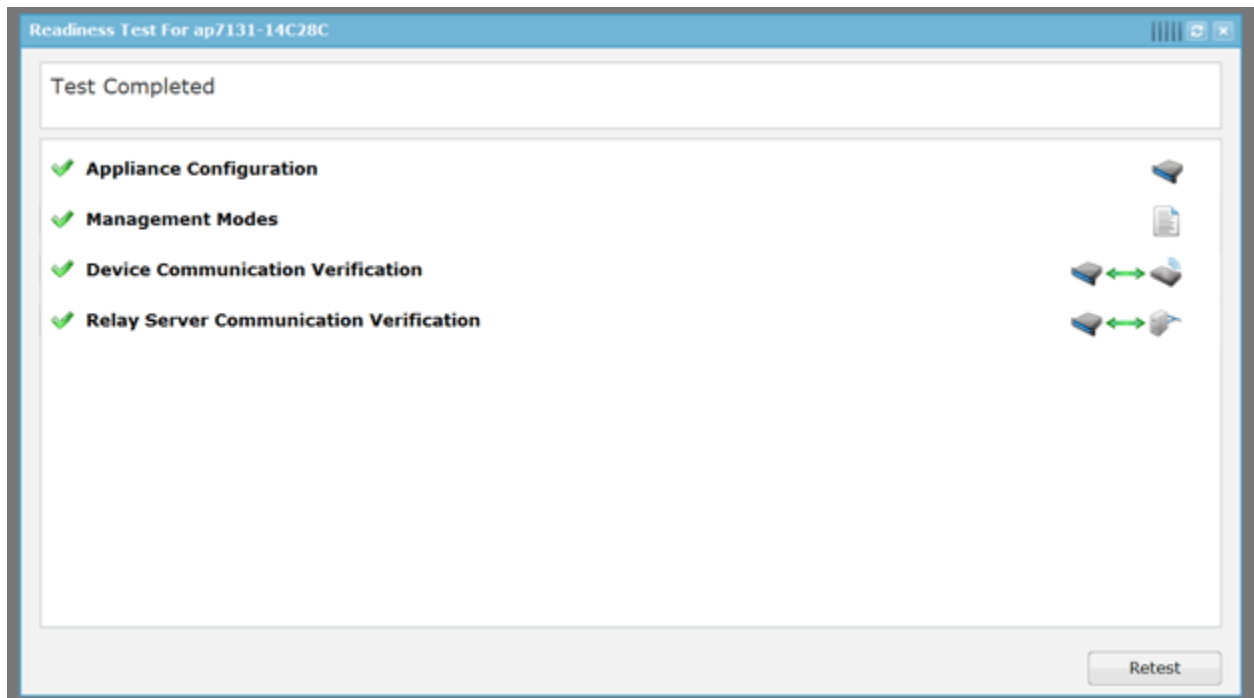 Readiness Test For ap7131-14C28C
Test Completed
Appliance Configuration
Management Modes
Device Communication Verification
Relay Server Communication Verification
Retest